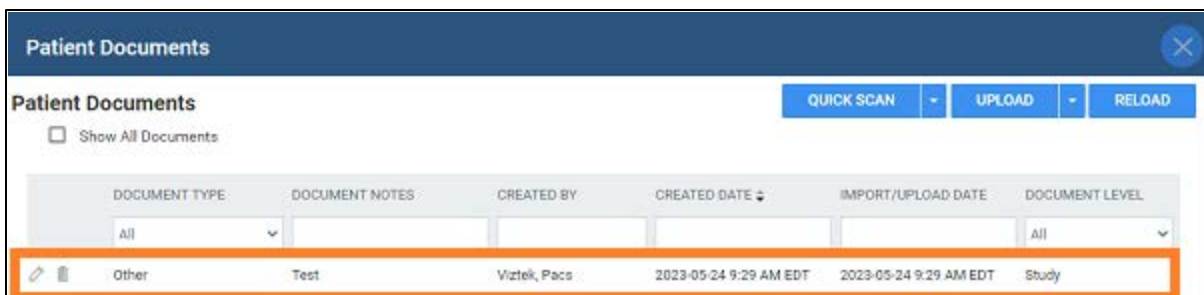 Patient Documents
Patient Documents QUICK SCAN UPLOAD RELOAD
Show All Documents
DOCUMENT TYPE DOCUMENT NOTES CREATED BY CREATED DATE IMPORT/UPLOAD DATE DOCUMENT LEVEL
All All
Other Test Viztek, Pacs 2023-05-24 9:29 AM EDT 2023-05-24 9:29 AM EDT Study